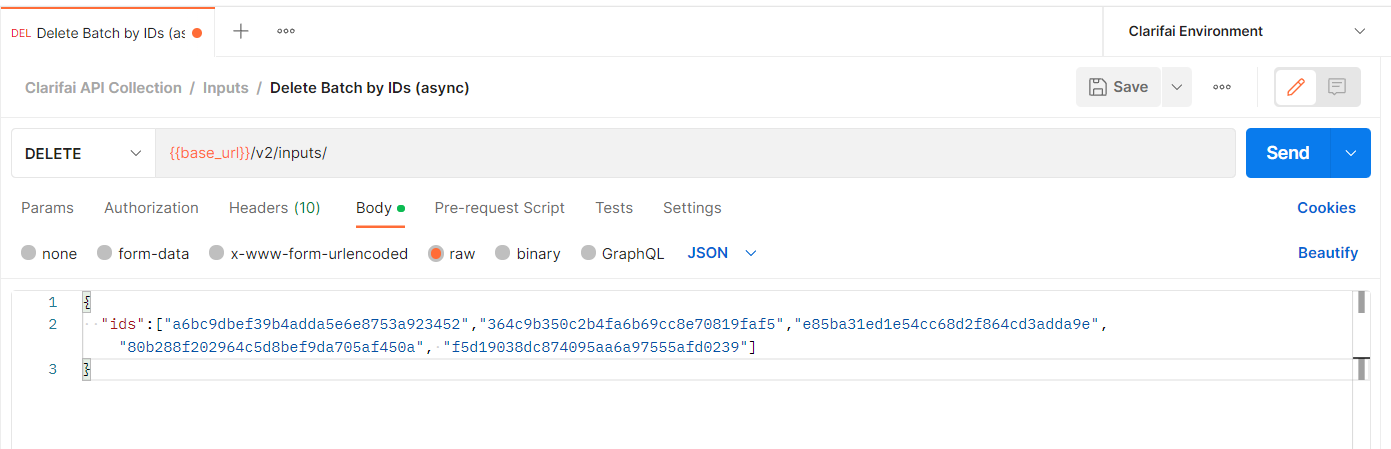 DEL Delete Batch by IDs (as
Clarifai Environment
Clarifai API Collection / Inputs / Delete Batch by IDs (async)
Save
DELETE
{{base_url}}/v2/inputs/
Send
Params Authorization Headers (10) Body Pre-request Script Tests Settings Cookies
none form-data x-www-form-urlencoded raw binary GraphQL JSON Beautify
1 {
2 "ids":["a6bc9dbef39b4adda5e6e8753a923452","364c9b350c2b4fa6b69cc8e70819faf5","e85ba31ed1e54cc68d2f864cd3adda9e",
"80b288f202964c5d8bef9da705af450a", "f5d19038dc874095aa6a97555afd0239"]
3 }